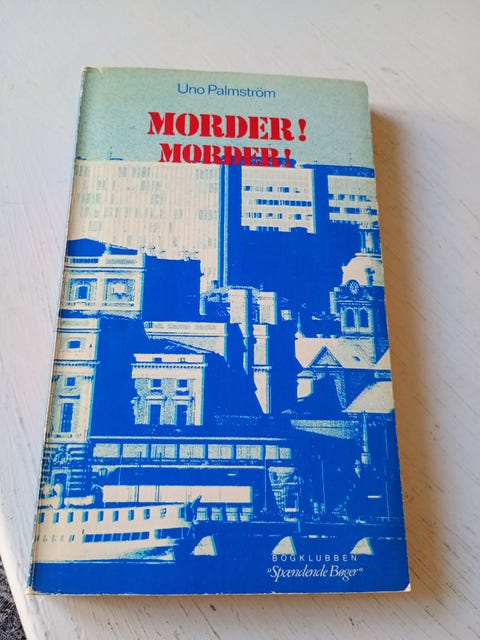 Uno Palmström
MORDER!
MORDER!
BOGKLUBBEN
»Spændende Bøger«